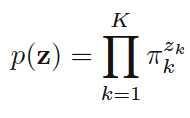 p(𝐳) = ∏_{k=1}^{K} π_k^{z_k}